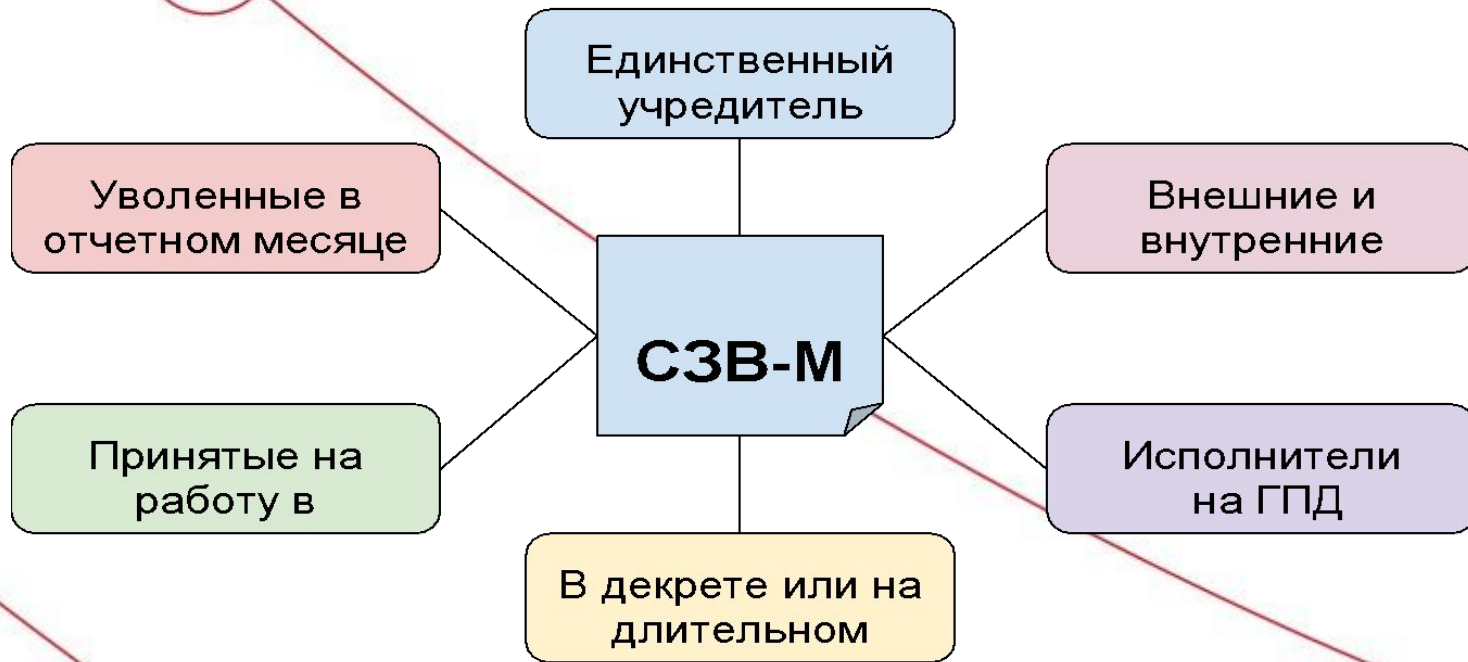 Единственный
учредитель
Уволенные в
отчетном месяце
Внешние и
внутренние
СЗВ-М
Принятые на
работу в
Исполнители
на ГПД
В декрете или на
длительном